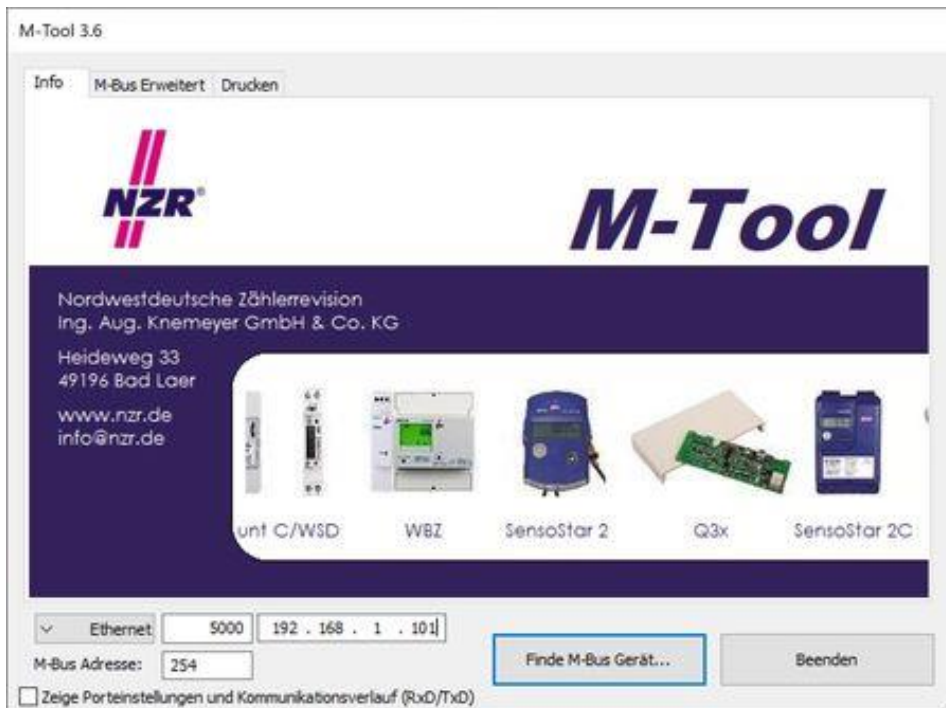 M-Tool 3.6
Info M-Bus Erweitert Drucken
NZR®
M-Tool
Nordwestdeutsche Zählerrevision
Ing. Aug. Knemeyer GmbH & Co. KG
Heideweg 33
49196 Bad Laer
www.nzr.de
info@nzr.de
unt C/WSD WBZ SensoStar 2 Q3x SensoStar 2C
Ethernet 5000 192 . 168 . 1 . 101
M-Bus Adresse: 254
Finde M-Bus Gerät... Beenden
Zeige Porteinstellungen und Kommunikationsverlauf (RxD/TxD)